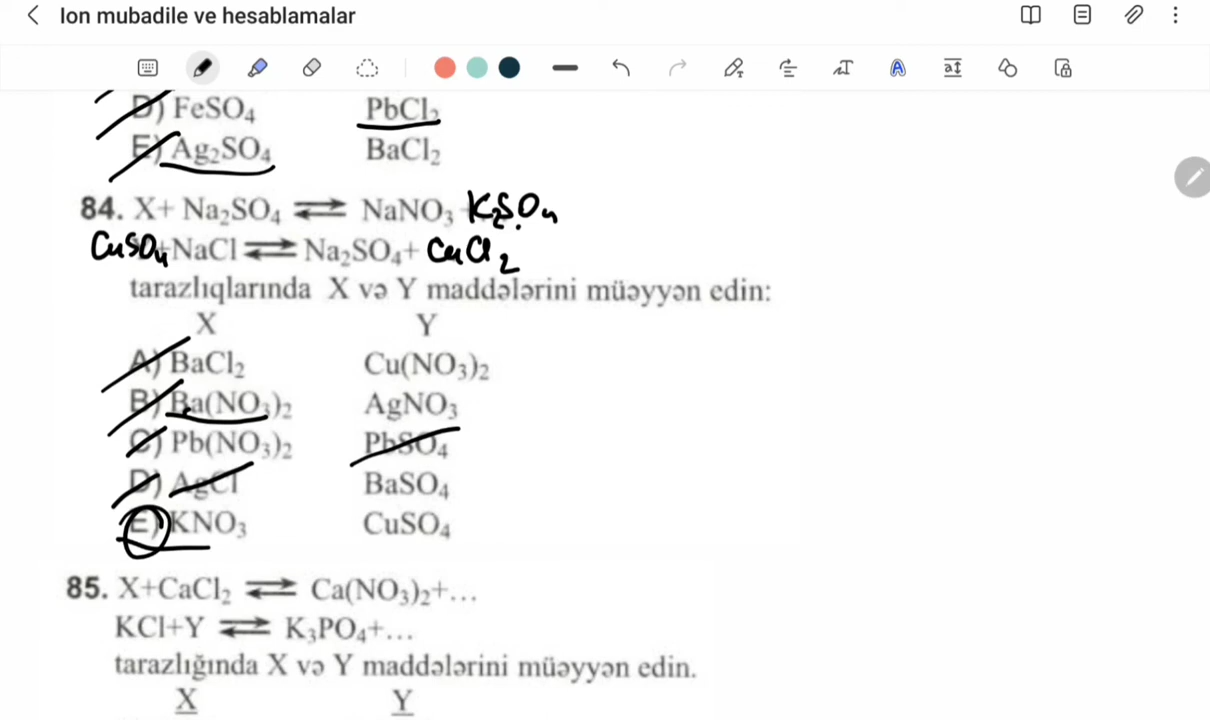 Ion mubadile ve hesablamalar
D) FeSO₄ PbCl₂
E) Ag₂SO₄ BaCl₂
84. X+ Na₂SO₄ ⇄ NaNO₃ K₂SO₄
CuSO₄+NaCl ⇄ Na₂SO₄+ CuCl₂
tarazlıqlarında X və Y maddələrini müəyyən edin:
X Y
A) BaCl₂ Cu(NO₃)₂
B) Ba(NO₃)₂ AgNO₃
C) Pb(NO₃)₂ PbSO₄
D) AgCl BaSO₄
E) KNO₃ CuSO₄
85. X+CaCl₂ ⇄ Ca(NO₃)₂+...
KCl+Y ⇄ K₃PO₄+...
tarazlığında X və Y maddələrini müəyyən edin.
X Y